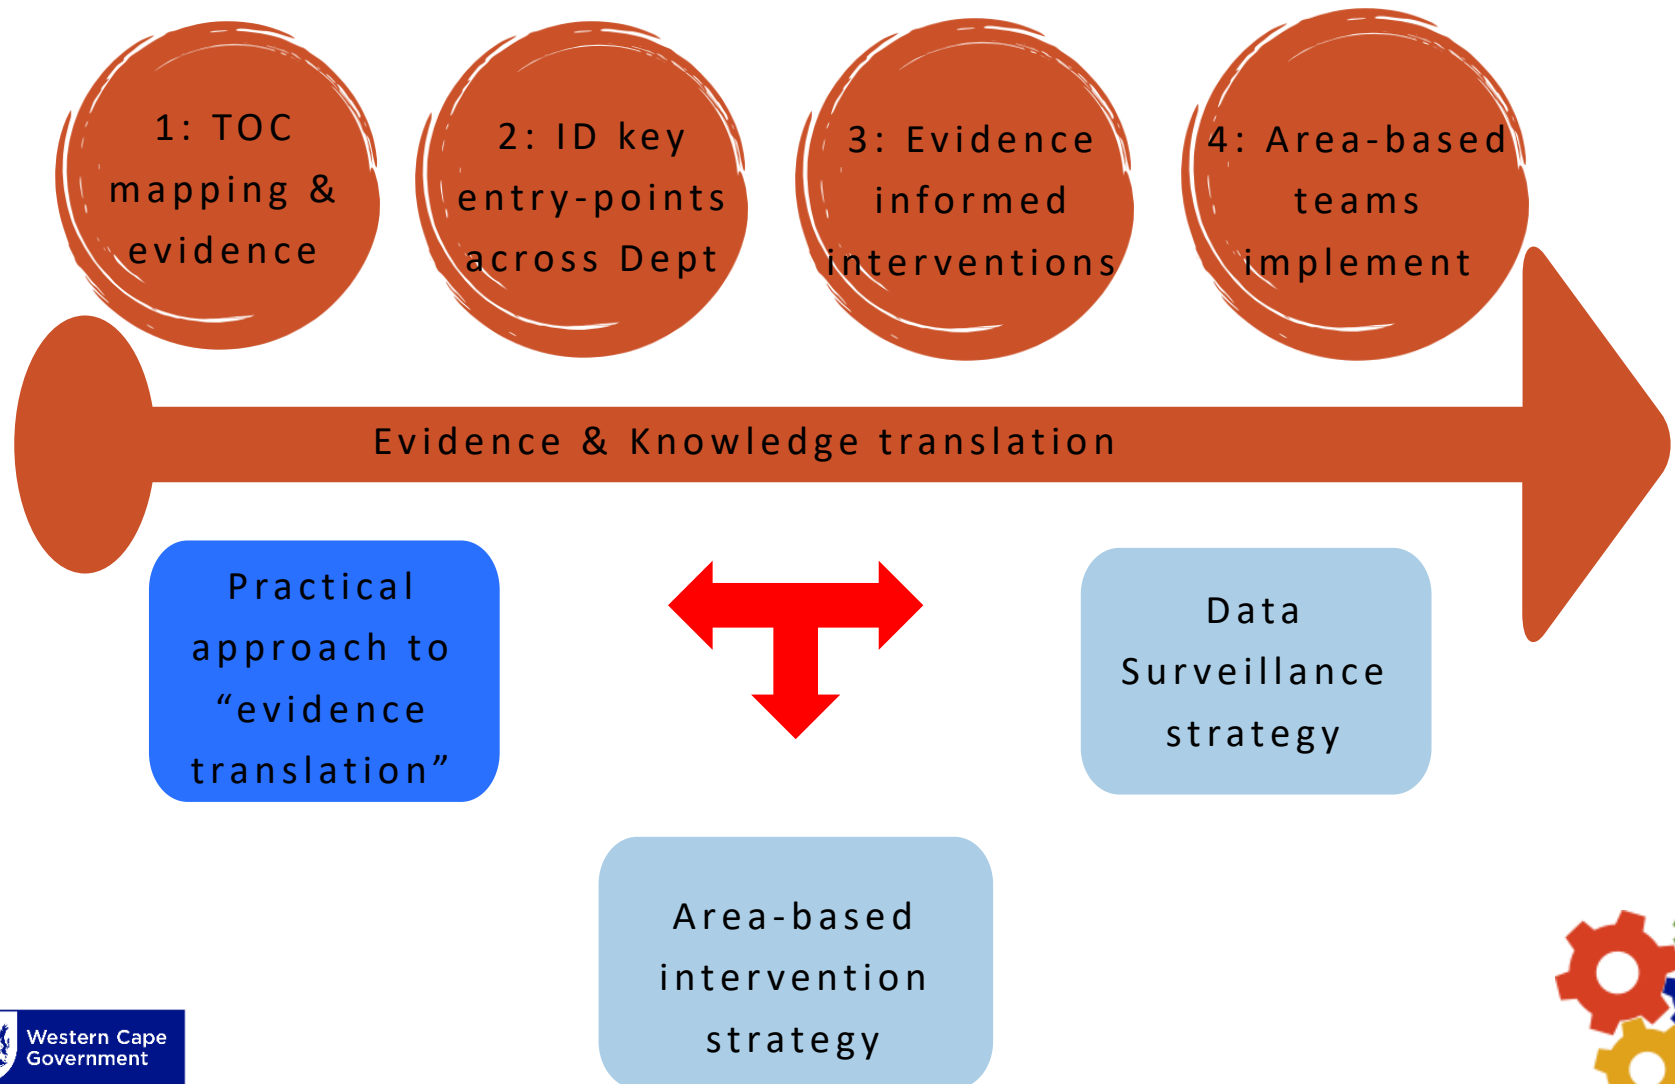 1: TOC
mapping &
evidence
2: ID key
entry-points
across Dept
3: Evidence
informed
interventions
4: Area-based
teams
implement
Evidence & Knowledge translation
Practical
approach to
“evidence
translation”
Data
Surveillance
strategy
Area-based
intervention
strategy
Western Cape
Government